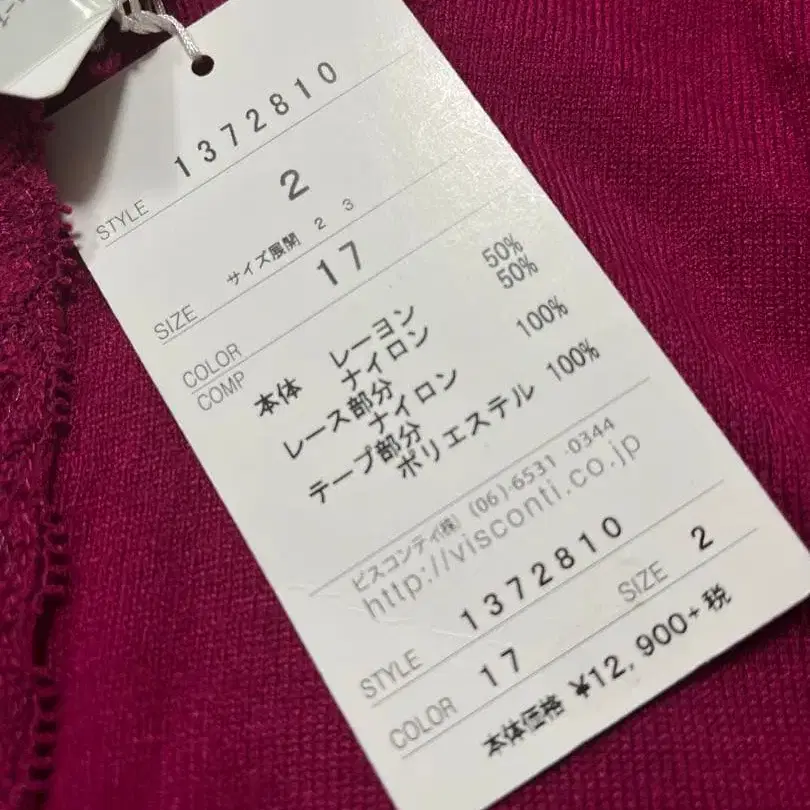 STYLE 1372810
2
SIZE サイズ展開 2 3
COLOR 17
COMP 本体 レーヨン 50%
ナイロン 50%
レース部分
ナイロン 100%
テープ部分
ポリエステル 100%
ビスコンティ(株) (06)-6531-0344
http://visconti.co.jp
STYLE 1372810
COLOR 17 SIZE 2
本体価格 ¥12,900+税